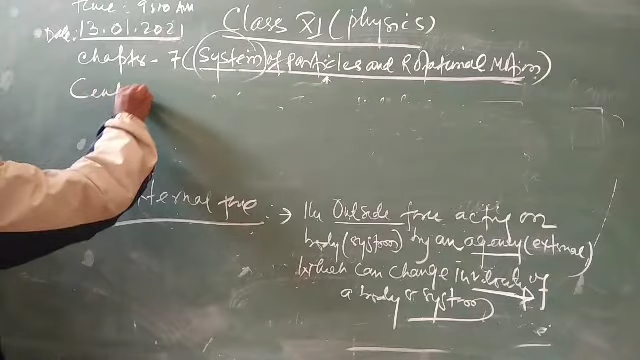 Time: 9:10 AM
Date: 13.01.2021
Class XI (physics)
chapter - 7 (System of Particles and Rotational Motion)
Cent
ternal force → The Outside force acting on
body (system) by an agency (external)
which can change of
a body or system